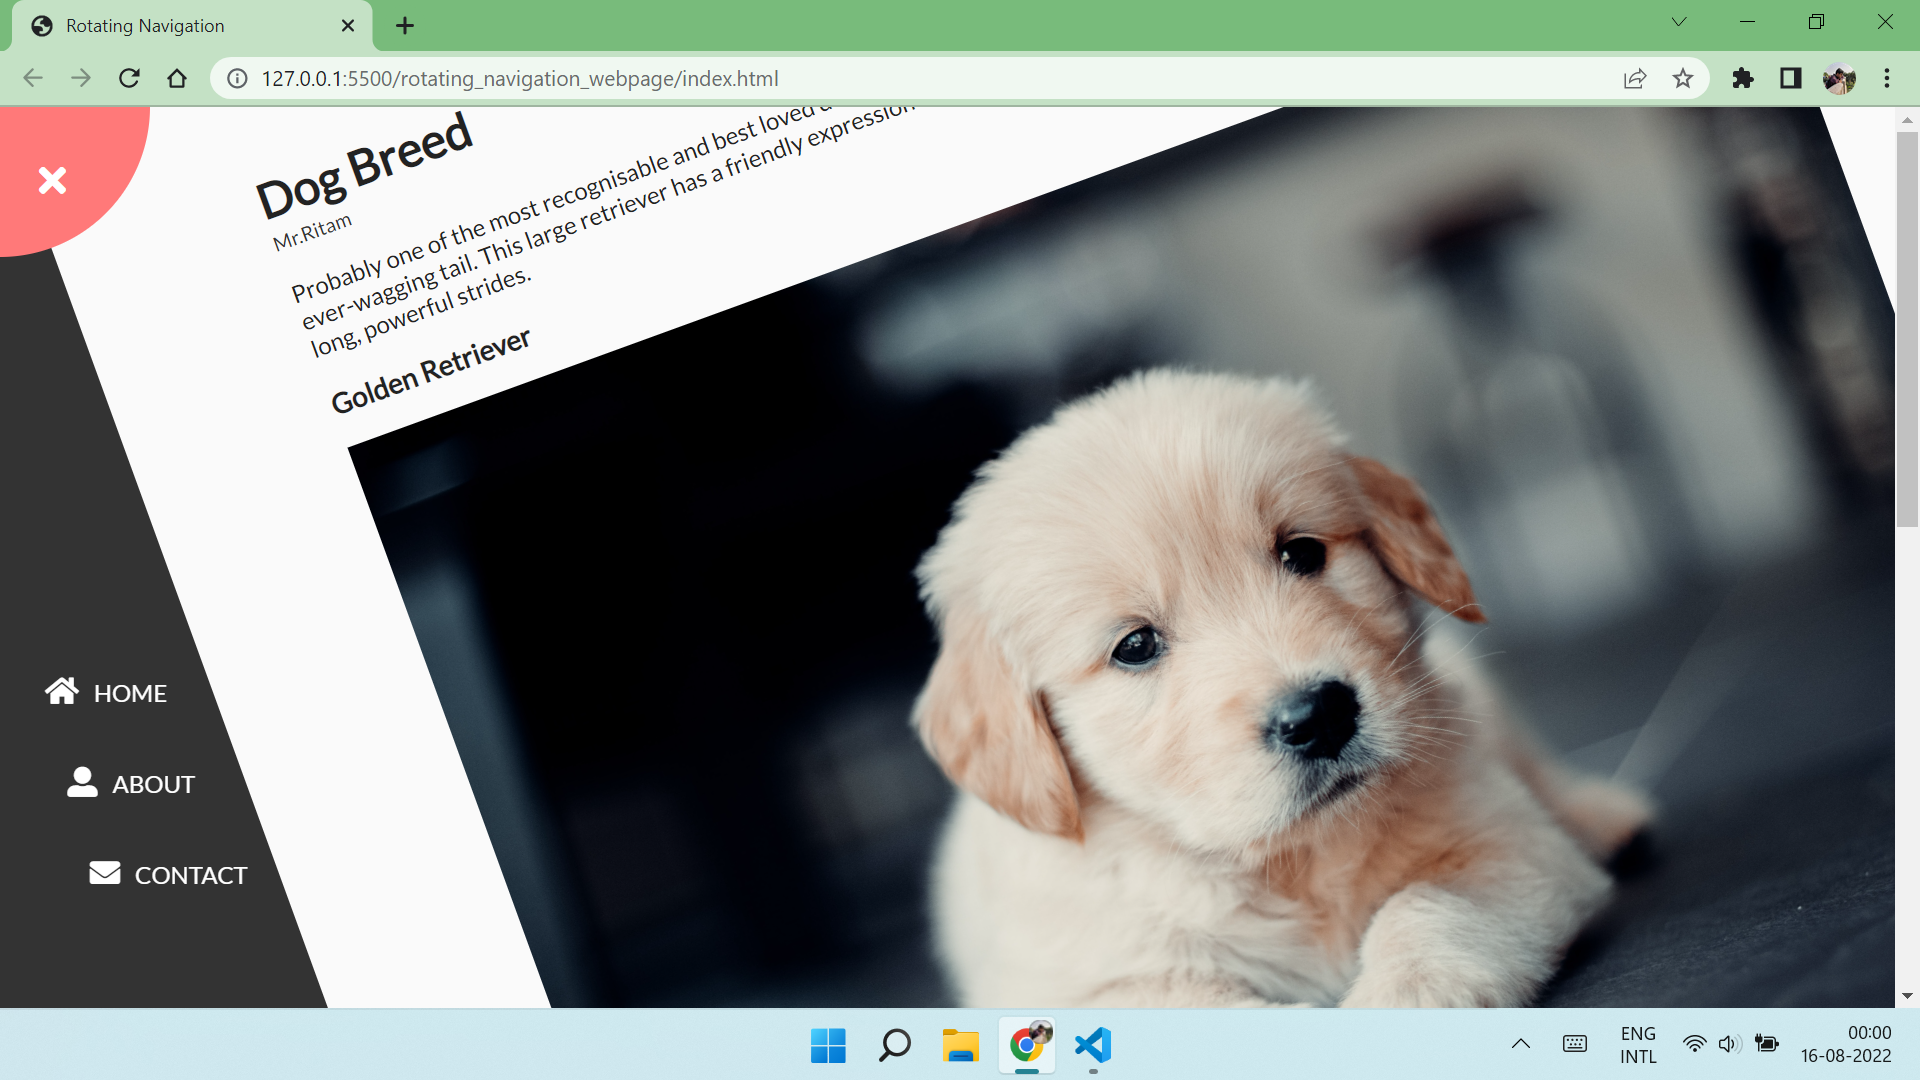 Rotating Navigation
127.0.0.1:5500/rotating_navigation_webpage/index.html
Dog Breed
Mr.Ritam
Probably one of the most recognisable and best loved
ever-wagging tail. This large retriever has a friendly expression
long, powerful strides.
Golden Retriever
HOME
ABOUT
CONTACT
ENG
INTL
00:00
16-08-2022